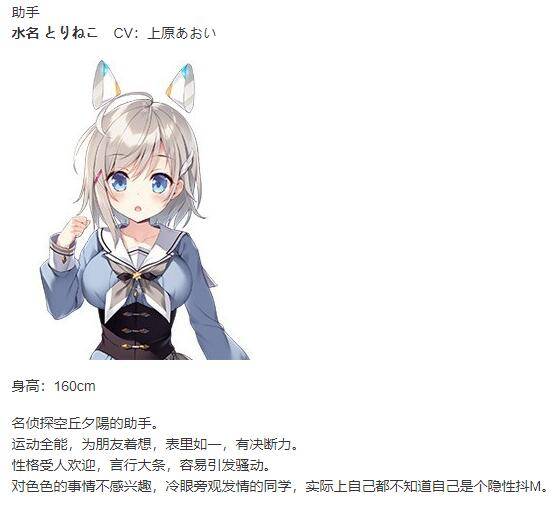 助手
水名 とりねこ　CV：上原あおい
身高：160cm
名侦探空丘夕陽的助手。
运动全能，为朋友着想，表里如一，有决断力。
性格受人欢迎，言行大条，容易引发骚动。
对色色的事情不感兴趣，冷眼旁观发情的同学，实际上自己都不知道自己是个隐性抖M。